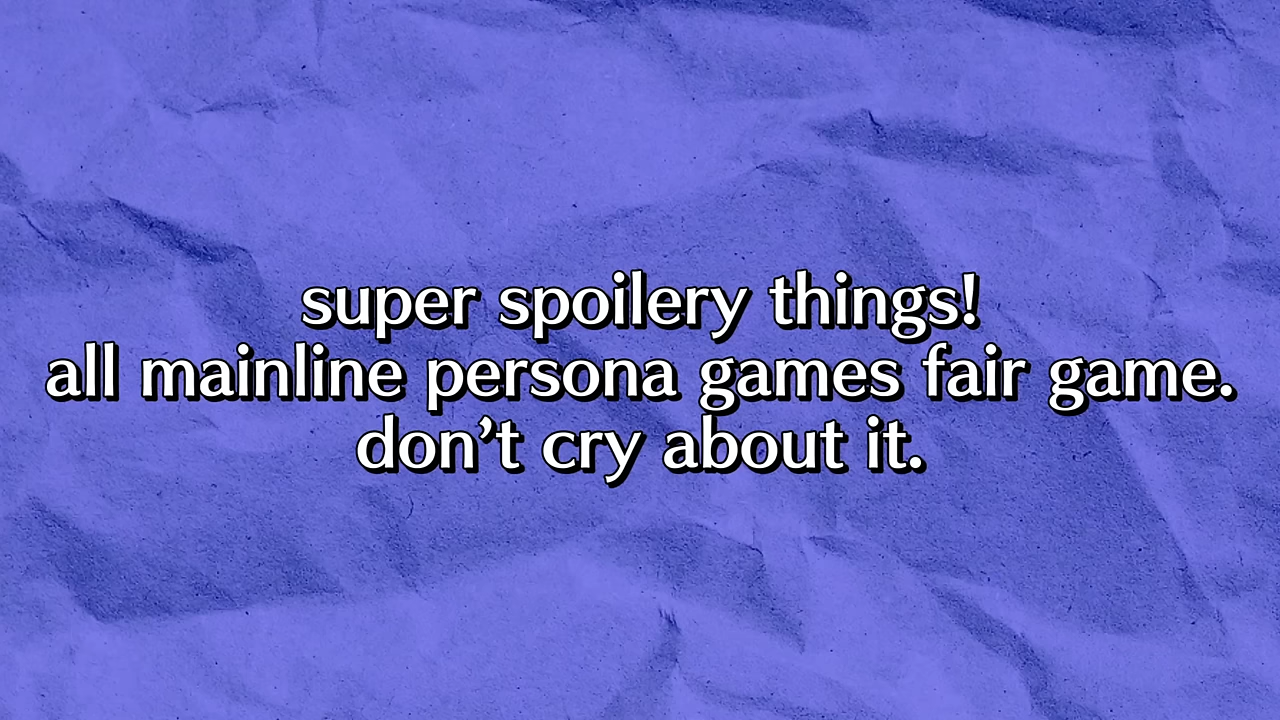 super spoilery things!
all mainline persona games fair game.
don’t cry about it.